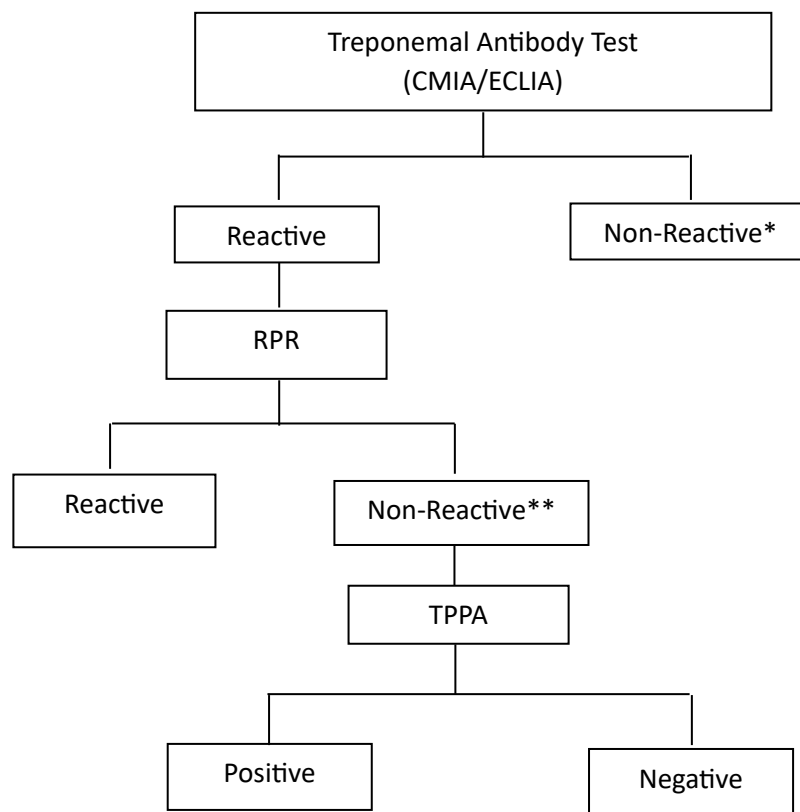 Treponemal Antibody Test
(CMIA/ECLIA)
Reactive
Non-Reactive*
RPR
Reactive
Non-Reactive**
TPPA
Positive
Negative